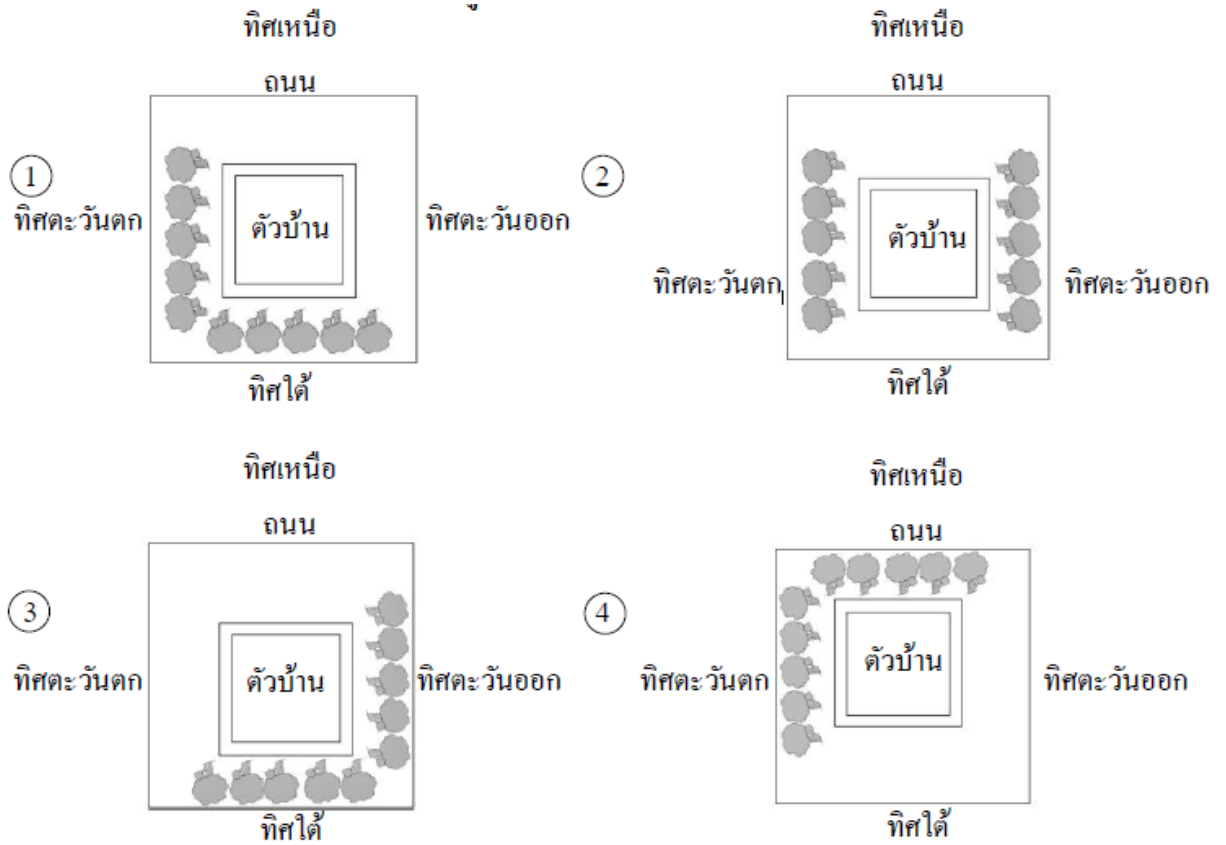 ทิศเหนือ
ถนน
1
ทิศตะวันตก
ตัวบ้าน
ทิศตะวันออก
ทิศใต้
ทิศเหนือ
ถนน
2
ทิศตะวันตก
ตัวบ้าน
ทิศตะวันออก
ทิศใต้
ทิศเหนือ
ถนน
3
ทิศตะวันตก
ตัวบ้าน
ทิศตะวันออก
ทิศใต้
ทิศเหนือ
ถนน
4
ทิศตะวันตก
ตัวบ้าน
ทิศตะวันออก
ทิศใต้